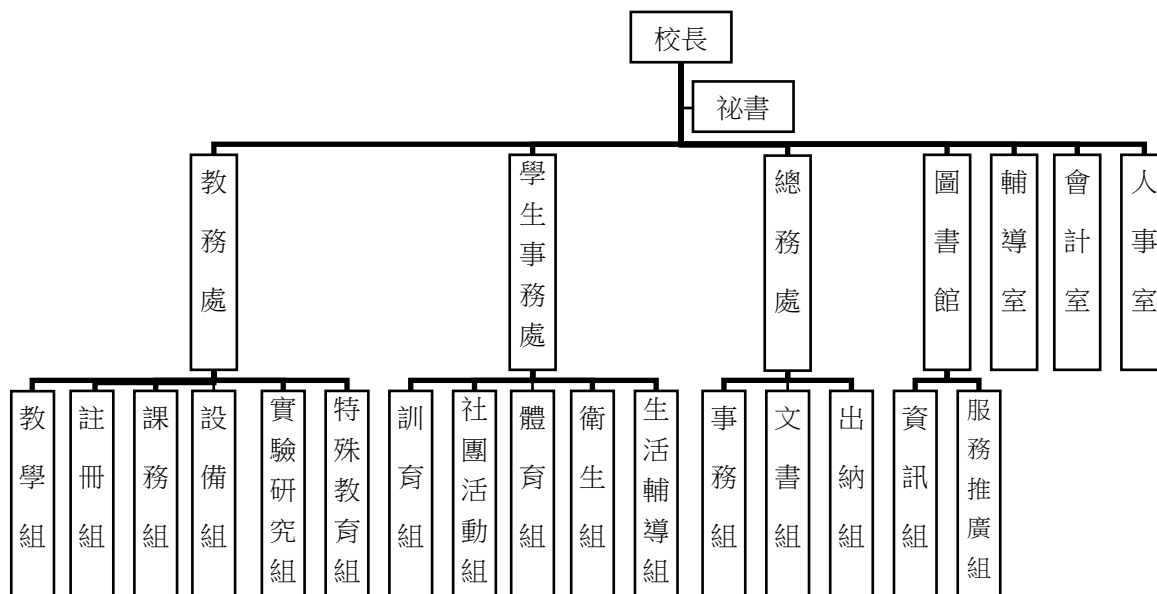 校長
祕書
教務處
學生事務處
總務處
圖書館
輔導室
會計室
人事室
教學組
註冊組
課務組
設備組
實驗研究組
特殊教育組
訓育組
社團活動組
體育組
衛生組
生活輔導組
事務組
文書組
出納組
資訊組
服務推廣組